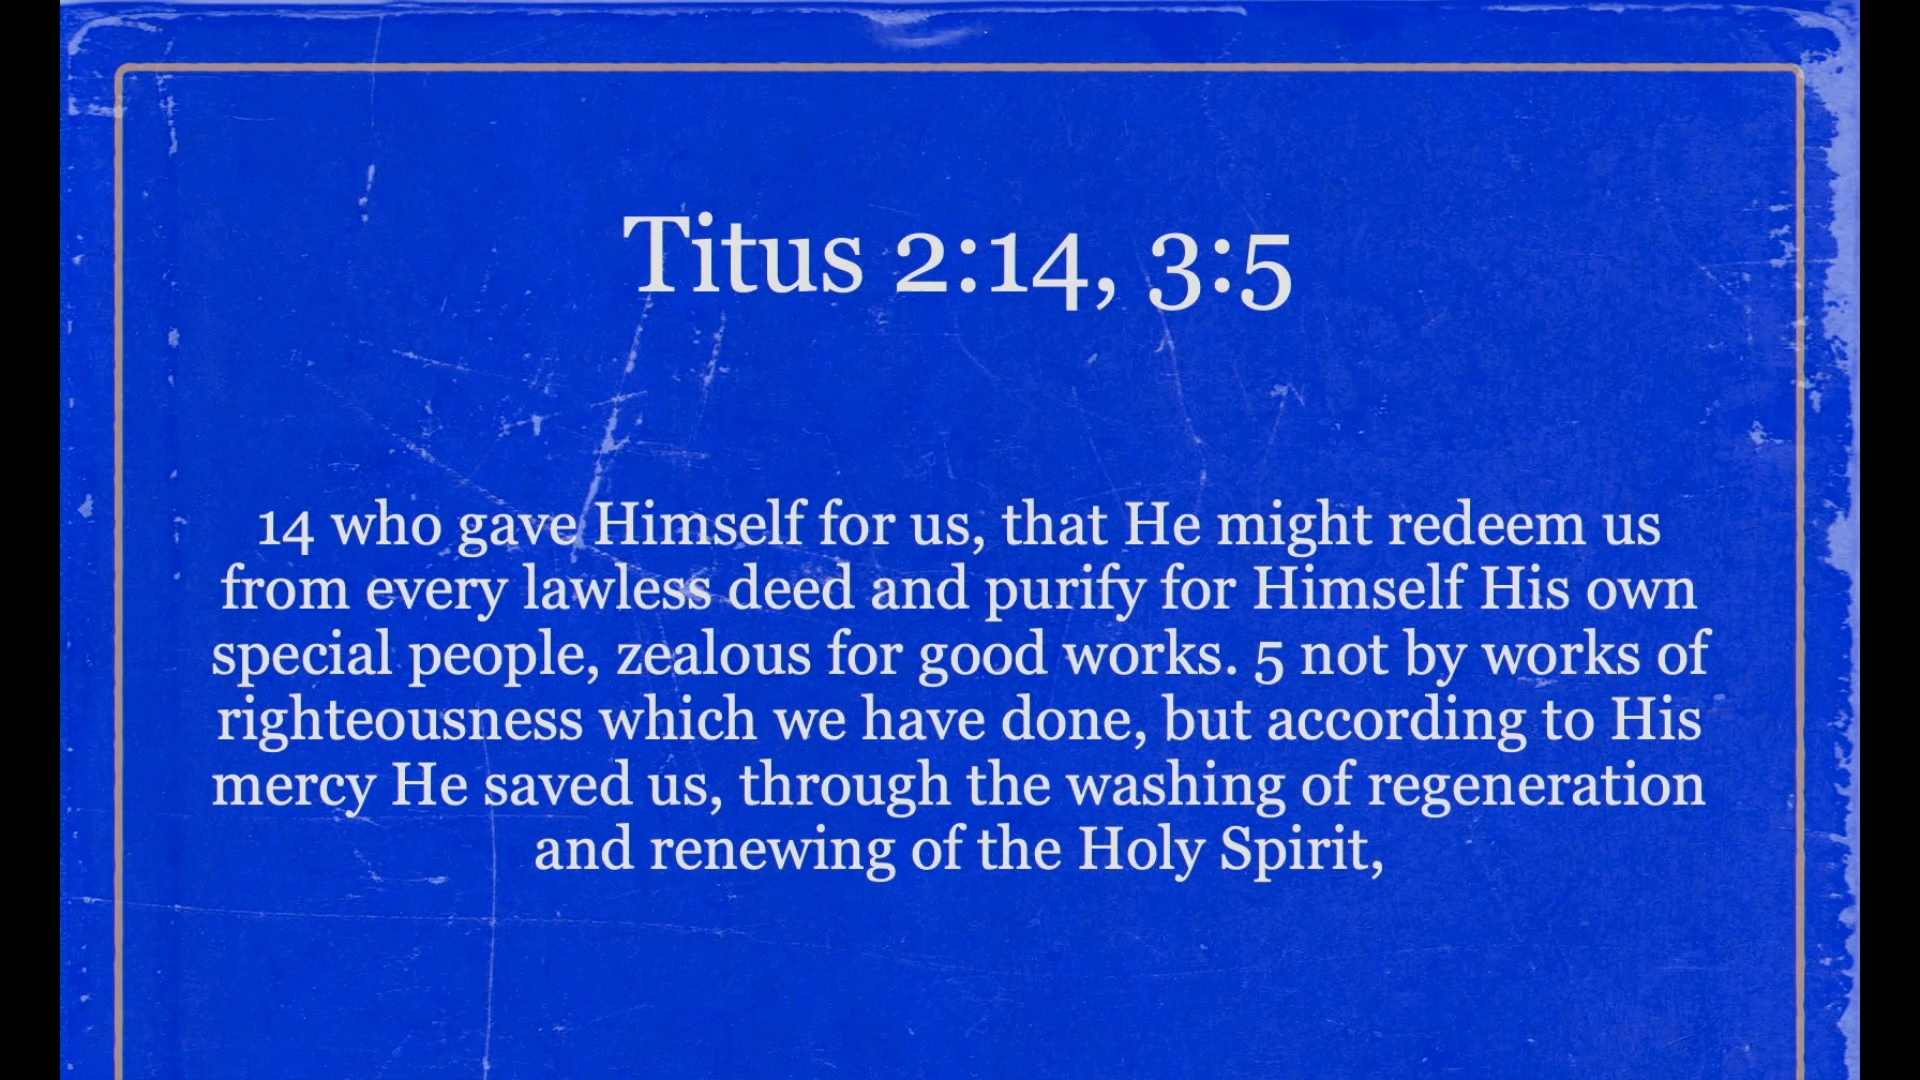 Titus 2:14, 3:5
14 who gave Himself for us, that He might redeem us
from every lawless deed and purify for Himself His own
special people, zealous for good works. 5 not by works of
righteousness which we have done, but according to His
mercy He saved us, through the washing of regeneration
and renewing of the Holy Spirit,